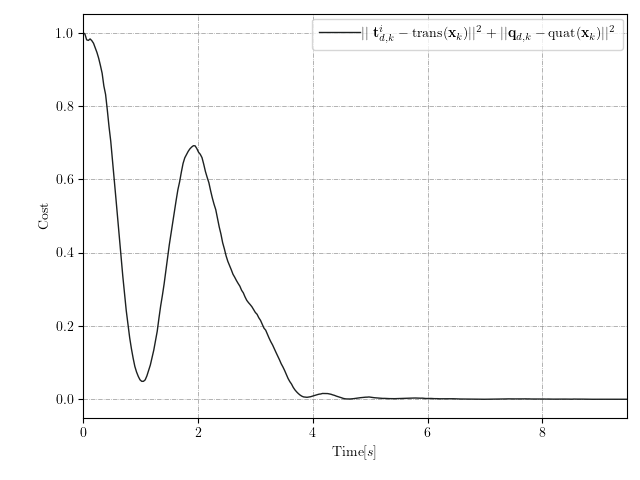 || t^i_{d,k} − trans(x_k)||² + ||q_{d,k} − quat(x_k)||²
1.0
0.8
0.6
0.4
0.2
0.0
Cost
0 2 4 6 8
Time[s]